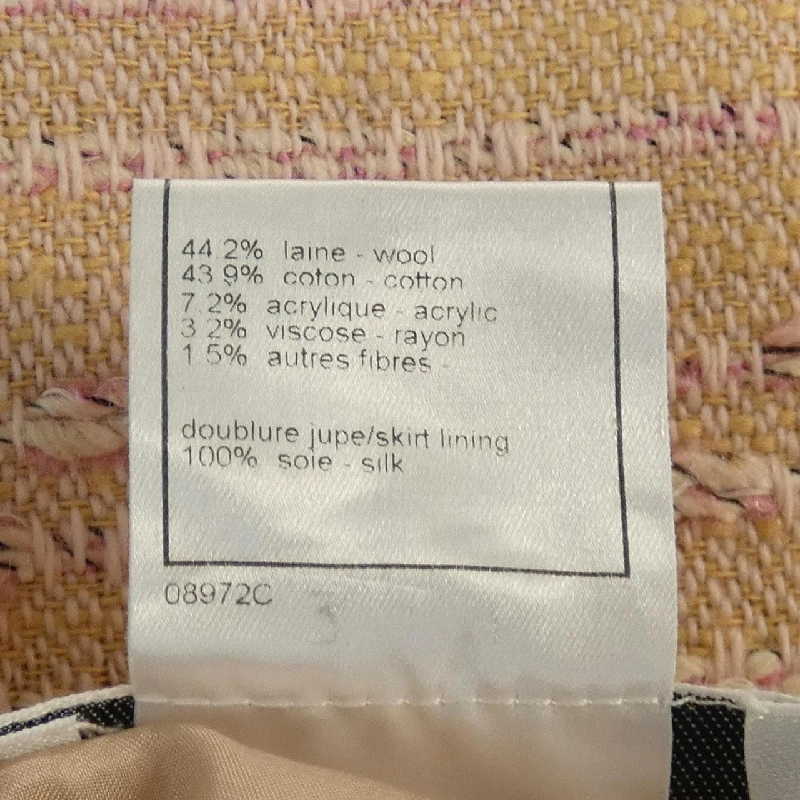 44.2% laine - wool
43.9% coton - cotton
7.2% acrylique - acrylic
3.2% viscose - rayon
1.5% autres fibres -
doublure jupe/skirt lining
100% soie - silk
08972C